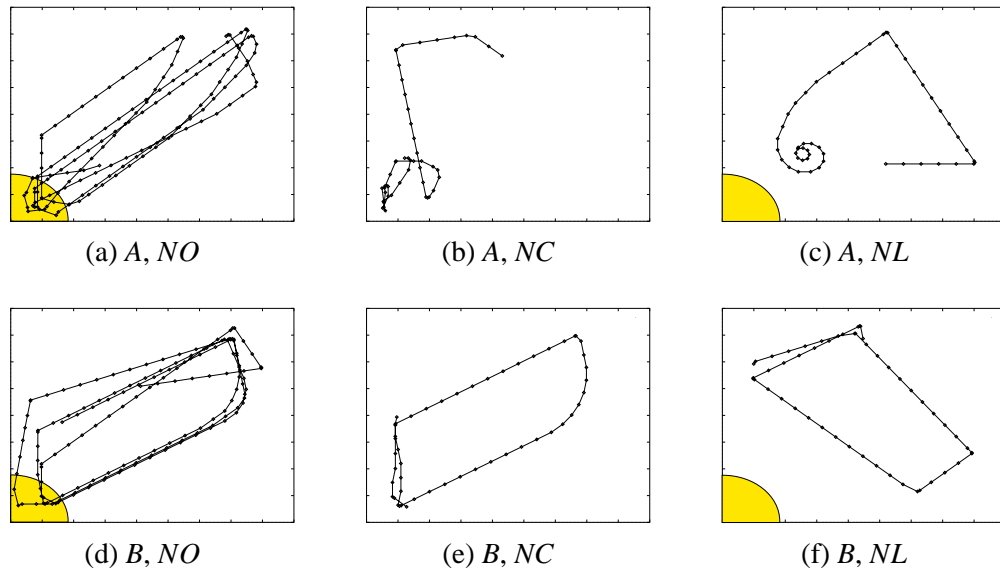 (a) A, NO
(b) A, NC
(c) A, NL
(d) B, NO
(e) B, NC
(f) B, NL